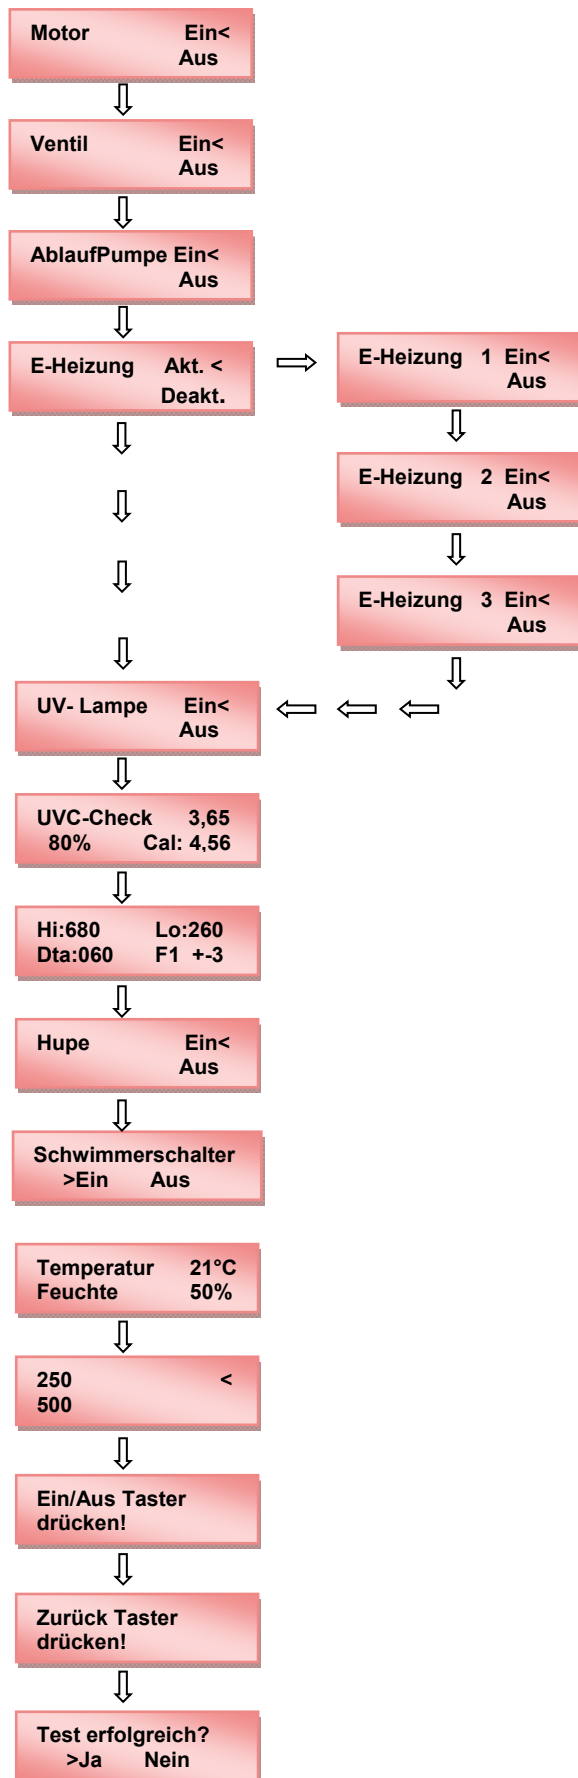 Motor Ein<
Aus
Ventil Ein<
Aus
AblaufPumpe Ein<
Aus
E-Heizung Akt. <
Deakt.
E-Heizung 1 Ein<
Aus
E-Heizung 2 Ein<
Aus
E-Heizung 3 Ein<
Aus
UV- Lampe Ein<
Aus
UVC-Check 3,65
80% Cal: 4,56
Hi:680 Lo:260
Dta:060 F1 +-3
Hupe Ein<
Aus
Schwimmerschalter
>Ein Aus
Temperatur 21°C
Feuchte 50%
250 <
500
Ein/Aus Taster
drücken!
Zurück Taster
drücken!
Test erfolgreich?
>Ja Nein